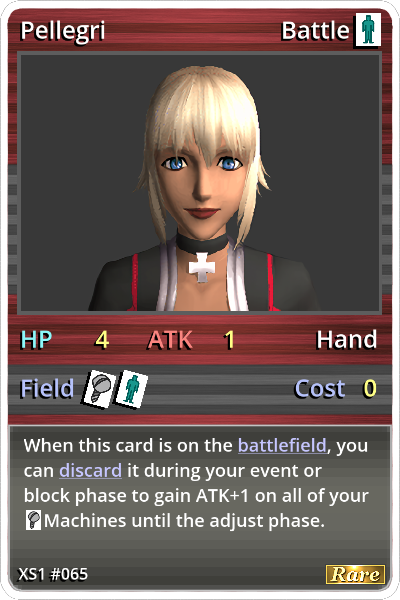 Pellegri Battle
HP 4 ATK 1 Hand
Field Cost 0
When this card is on the battlefield, you
can discard it during your event or
block phase to gain ATK+1 on all of your
Machines until the adjust phase.
XS1 #065 Rare